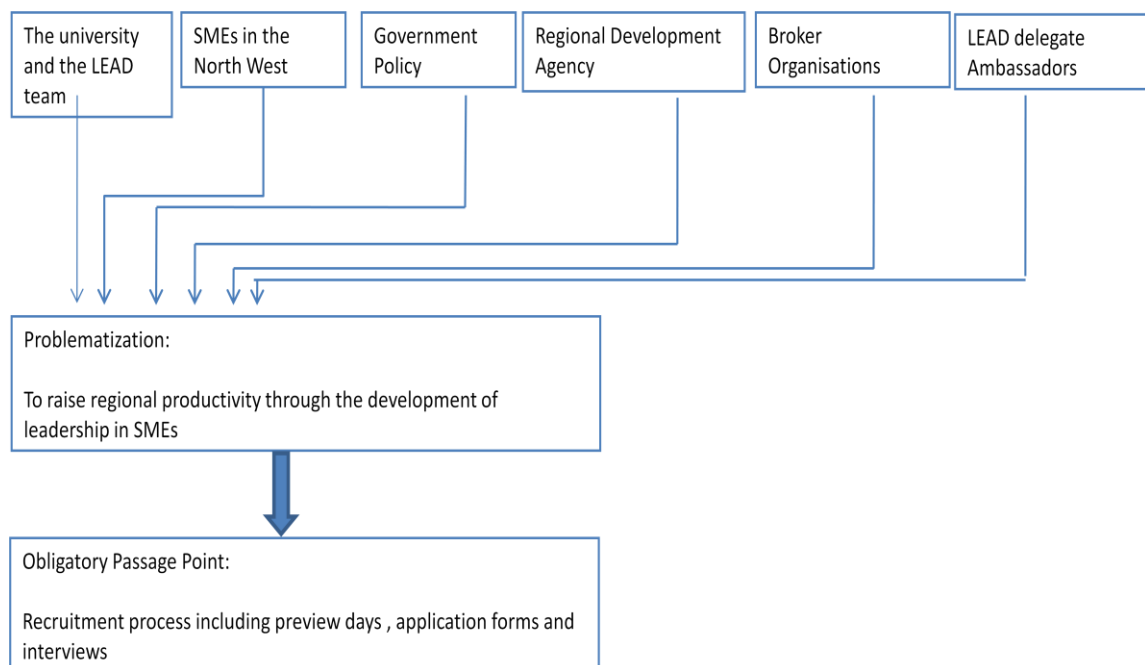 The university
and the LEAD
team
SMEs in the
North West
Government
Policy
Regional Development
Agency
Broker
Organisations
LEAD delegate
Ambassadors
Problematization:
To raise regional productivity through the development of
leadership in SMEs
Obligatory Passage Point:
Recruitment process including preview days , application forms and
interviews